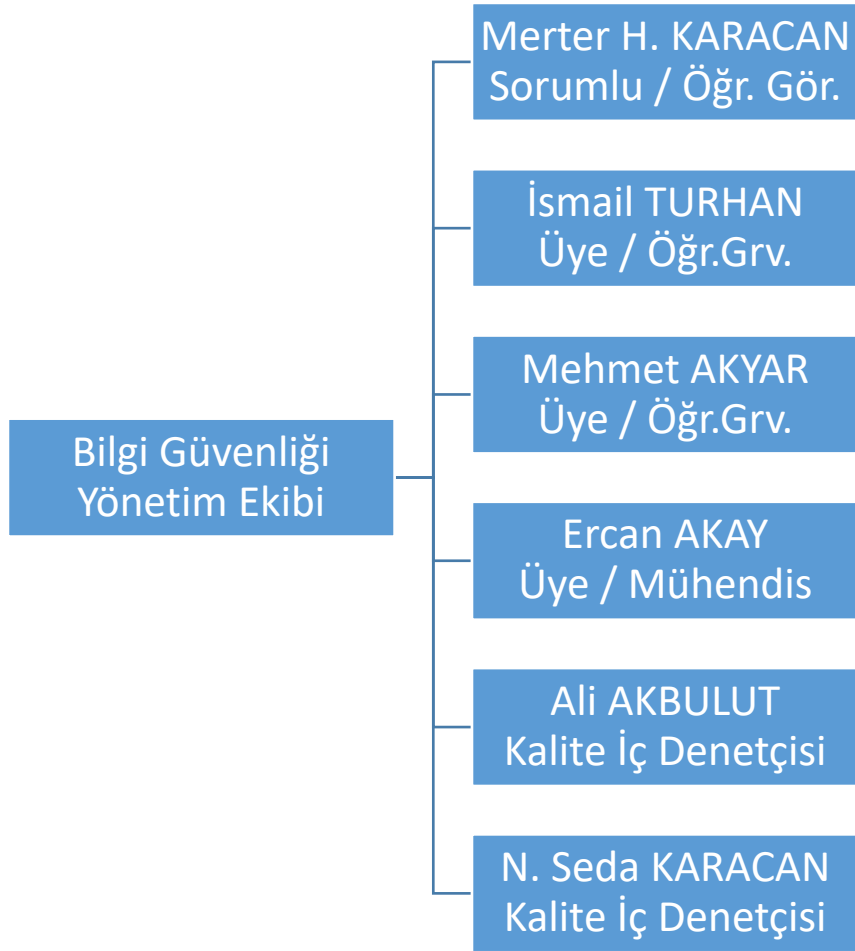 Merter H. KARACAN
Sorumlu / Öğr. Gör.
İsmail TURHAN
Üye / Öğr.Grv.
Mehmet AKYAR
Üye / Öğr.Grv.
Bilgi Güvenliği
Yönetim Ekibi
Ercan AKAY
Üye / Mühendis
Ali AKBULUT
Kalite İç Denetçisi
N. Seda KARACAN
Kalite İç Denetçisi